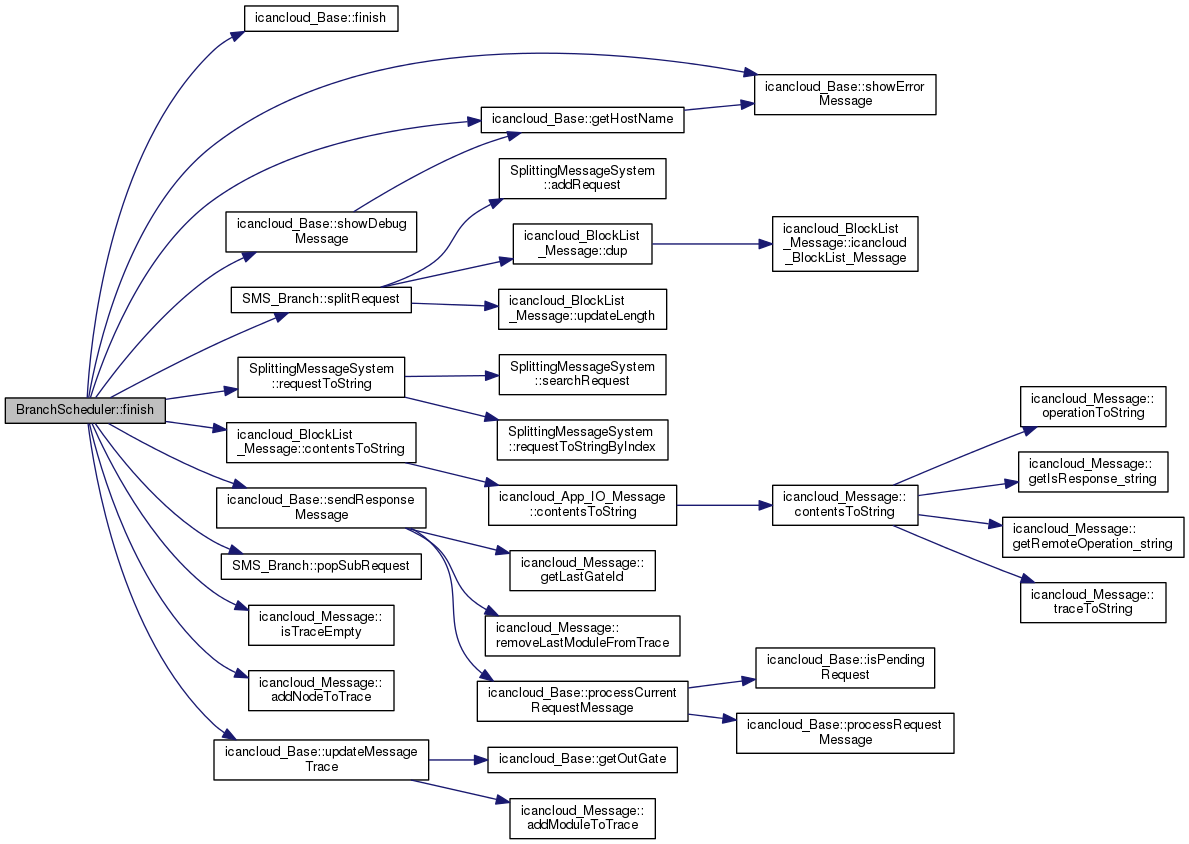 icancloud_Base::finish
icancloud_Base::showError
Message
icancloud_Base::getHostName
SplittingMessageSystem
::addRequest
icancloud_Base::showDebug
Message
icancloud_BlockList
_Message::dup
icancloud_BlockList
_Message::icancloud
_BlockList_Message
SMS_Branch::splitRequest
icancloud_BlockList
_Message::updateLength
SplittingMessageSystem
::requestToString
SplittingMessageSystem
::searchRequest
BranchScheduler::finish
icancloud_Message::
operationToString
icancloud_BlockList
_Message::contentsToString
SplittingMessageSystem
::requestToStringByIndex
icancloud_Message::
getIsResponse_string
icancloud_Base::sendResponse
Message
icancloud_App_IO_Message
::contentsToString
icancloud_Message::
contentsToString
icancloud_Message::
getRemoteOperation_string
SMS_Branch::popSubRequest
icancloud_Message::
getLastGateId
icancloud_Message::
traceToString
icancloud_Message::
isTraceEmpty
icancloud_Message::
removeLastModuleFromTrace
icancloud_Message::
addNodeToTrace
icancloud_Base::processCurrent
RequestMessage
icancloud_Base::isPending
Request
icancloud_Base::processRequest
Message
icancloud_Base::updateMessage
Trace
icancloud_Base::getOutGate
icancloud_Message::
addModuleToTrace